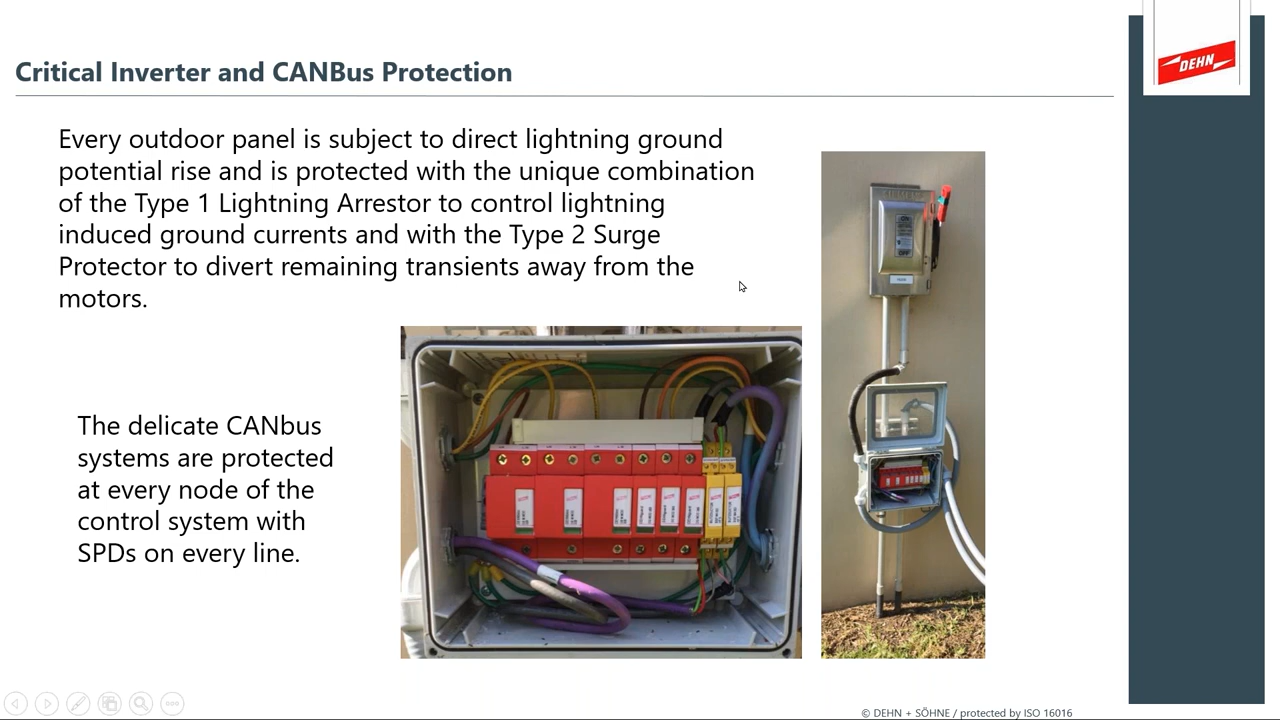 Critical Inverter and CANBus Protection
DEHN
Every outdoor panel is subject to direct lightning ground
potential rise and is protected with the unique combination
of the Type 1 Lightning Arrestor to control lightning
induced ground currents and with the Type 2 Surge
Protector to divert remaining transients away from the
motors.
The delicate CANbus
systems are protected
at every node of the
control system with
SPDs on every line.
OFF
© DEHN + SÖHNE / protected by ISO 16016